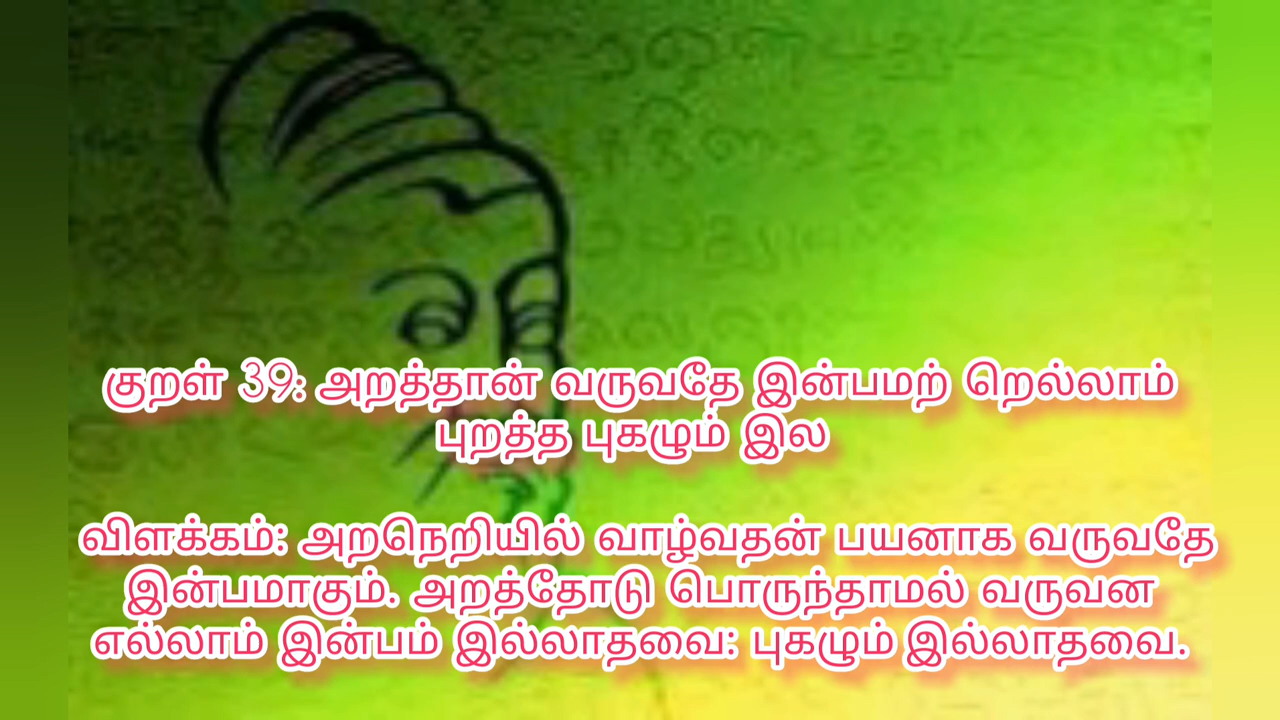 குறள் 39: அறத்தான் வருவதே இன்பமற் றெல்லாம்
புறத்த புகழும் இல
விளக்கம்: அறநெறியில் வாழ்வதன் பயனாக வருவதே
இன்பமாகும். அறத்தோடு பொருந்தாமல் வருவன
எல்லாம் இன்பம் இல்லாதவை: புகழும் இல்லாதவை.